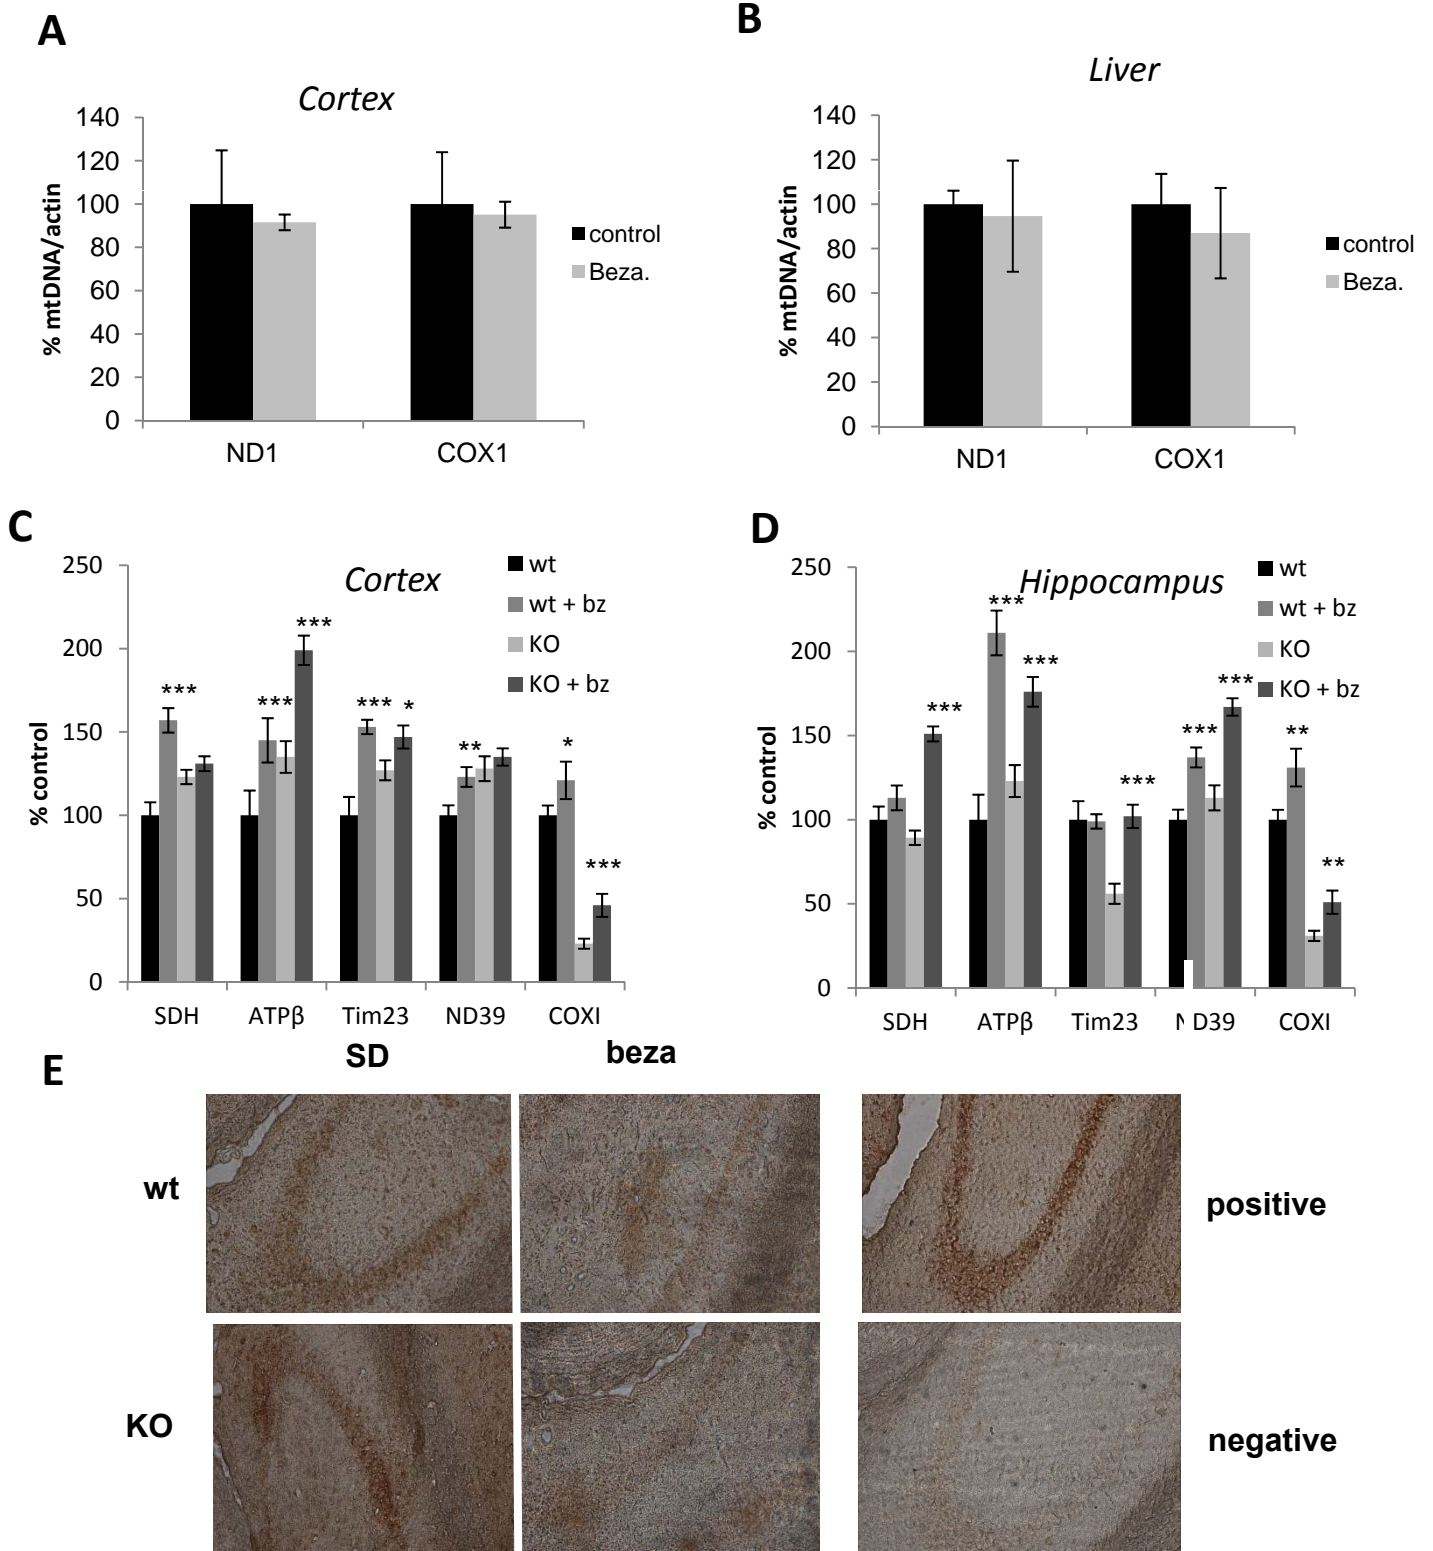 A
Cortex
% mtDNA/actin
140
120
100
80
60
40
20
0
ND1
COX1
control
Beza.
B
Liver
% mtDNA/actin
140
120
100
80
60
40
20
0
ND1
COX1
control
Beza.
C
Cortex
% control
250
200
150
100
50
0
wt
wt + bz
KO
KO + bz
***
***
***
***
*
**
*
***
SDH
ATPβ
Tim23
ND39
COXI
D
Hippocampus
% control
250
200
150
100
50
0
wt
wt + bz
KO
KO + bz
***
***
***
***
***
***
**
**
SDH
ATPβ
Tim23
ND39
COXI
E
SD
beza
wt
positive
KO
negative